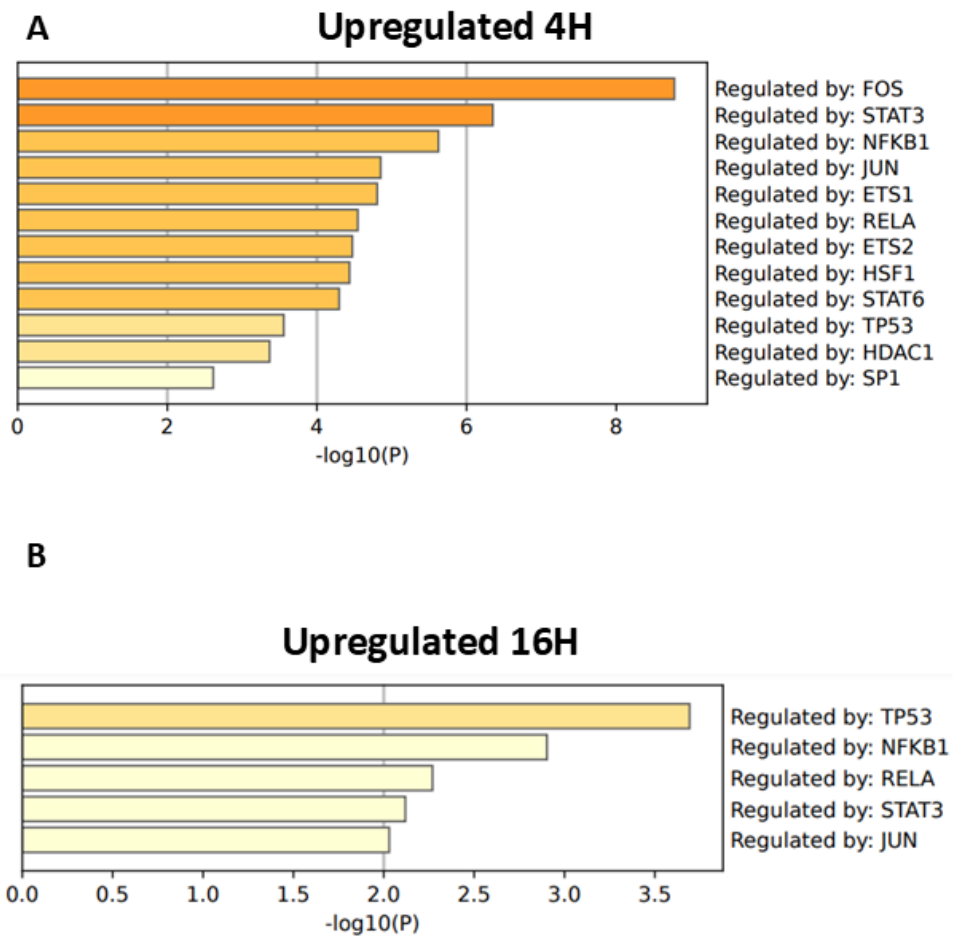 A
Upregulated 4H
Regulated by: FOS
Regulated by: STAT3
Regulated by: NFKB1
Regulated by: JUN
Regulated by: ETS1
Regulated by: RELA
Regulated by: ETS2
Regulated by: HSF1
Regulated by: STAT6
Regulated by: TP53
Regulated by: HDAC1
Regulated by: SP1
0 2 4 6 8
-log10(P)
B
Upregulated 16H
Regulated by: TP53
Regulated by: NFKB1
Regulated by: RELA
Regulated by: STAT3
Regulated by: JUN
0.0 0.5 1.0 1.5 2.0 2.5 3.0 3.5
-log10(P)